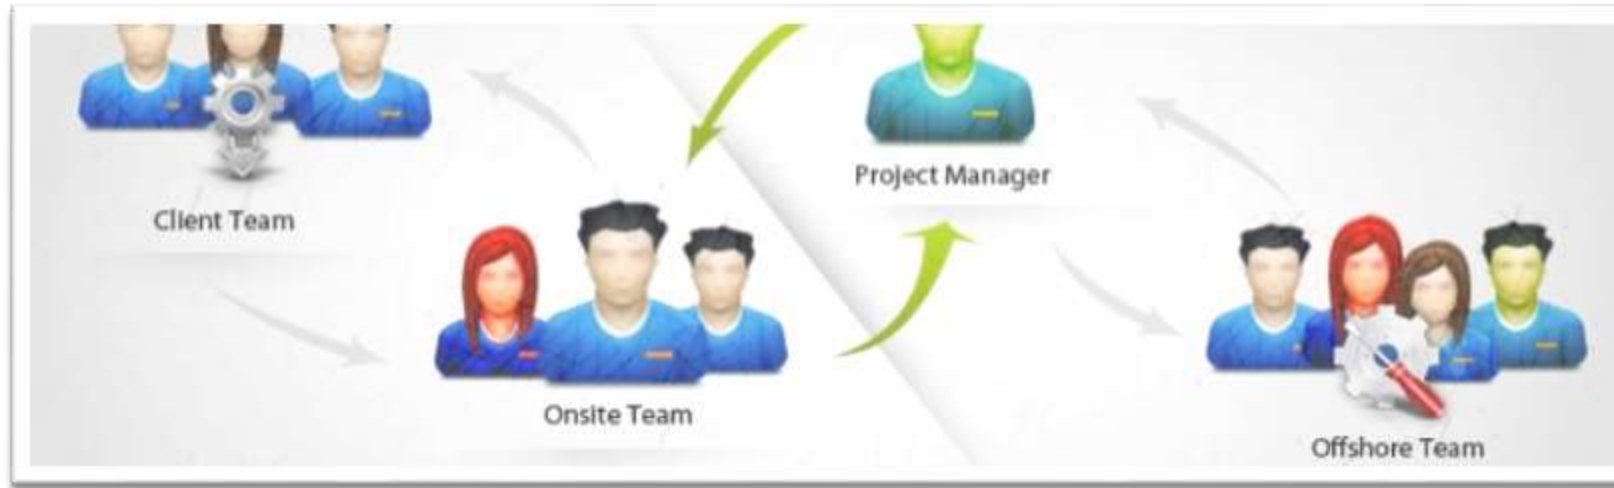 Project Manager
Client Team
Onsite Team
Offshore Team